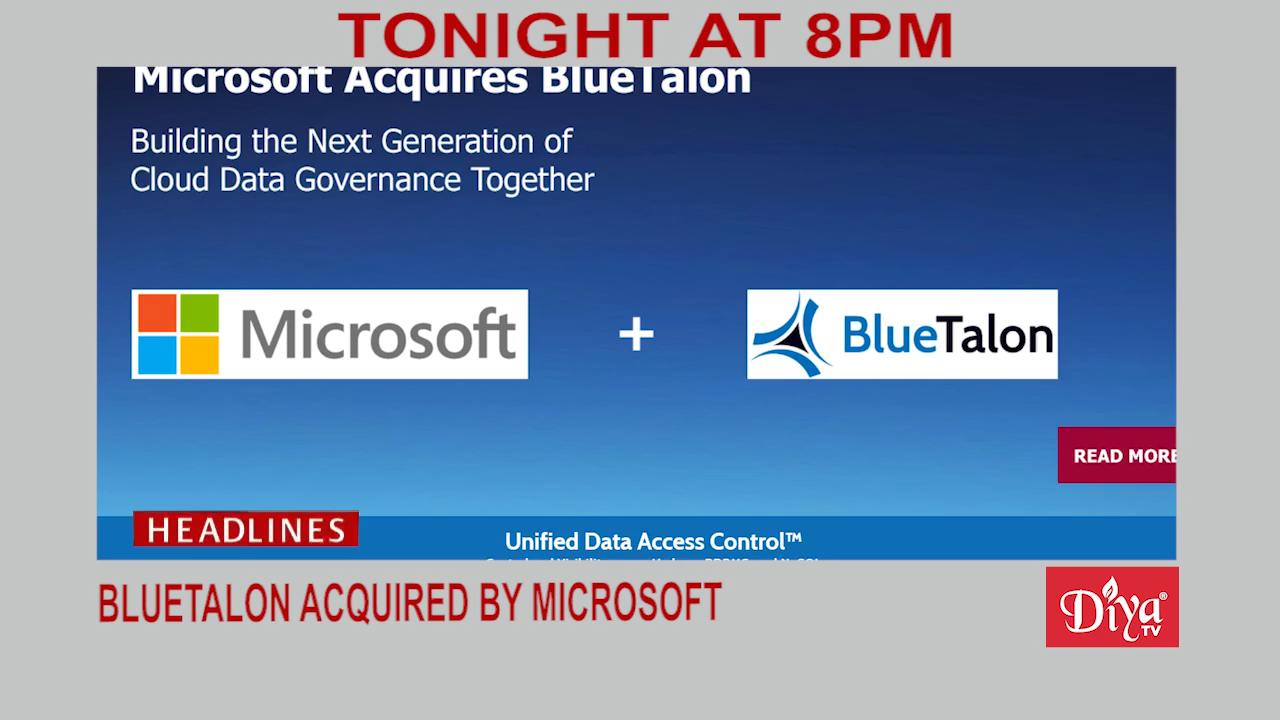 TONIGHT AT 8PM
Microsoft Acquires BlueTalon
Building the Next Generation of
Cloud Data Governance Together
Microsoft
+
BlueTalon
READ MORE
HEADLINES
Unified Data Access Control™
BLUETALON ACQUIRED BY MICROSOFT
Diya®
TV